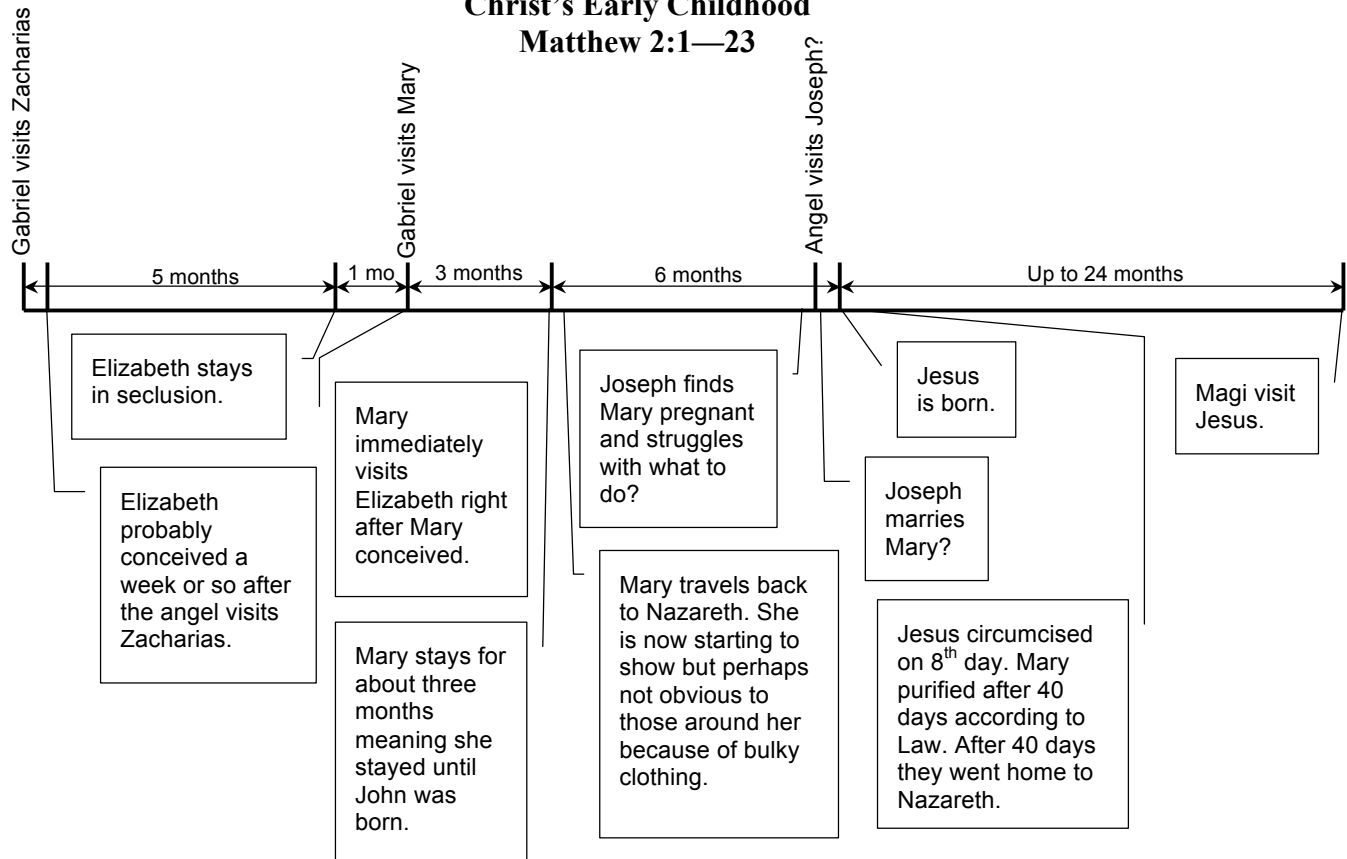 Christ's Early Childhood
Matthew 2:1—23
Gabriel visits Zacharias
Gabriel visits Mary
Angel visits Joseph?
5 months
1 mo
3 months
6 months
Up to 24 months
Elizabeth stays
in seclusion.
Elizabeth
probably
conceived a
week or so after
the angel visits
Zacharias.
Mary
immediately
visits
Elizabeth right
after Mary
conceived.
Mary stays for
about three
months
meaning she
stayed until
John was
born.
Joseph finds
Mary pregnant
and struggles
with what to
do?
Mary travels back
to Nazareth. She
is now starting to
show but perhaps
not obvious to
those around her
because of bulky
clothing.
Jesus
is born.
Joseph
marries
Mary?
Jesus circumcised
on 8th day. Mary
purified after 40
days according to
Law. After 40 days
they went home to
Nazareth.
Magi visit
Jesus.